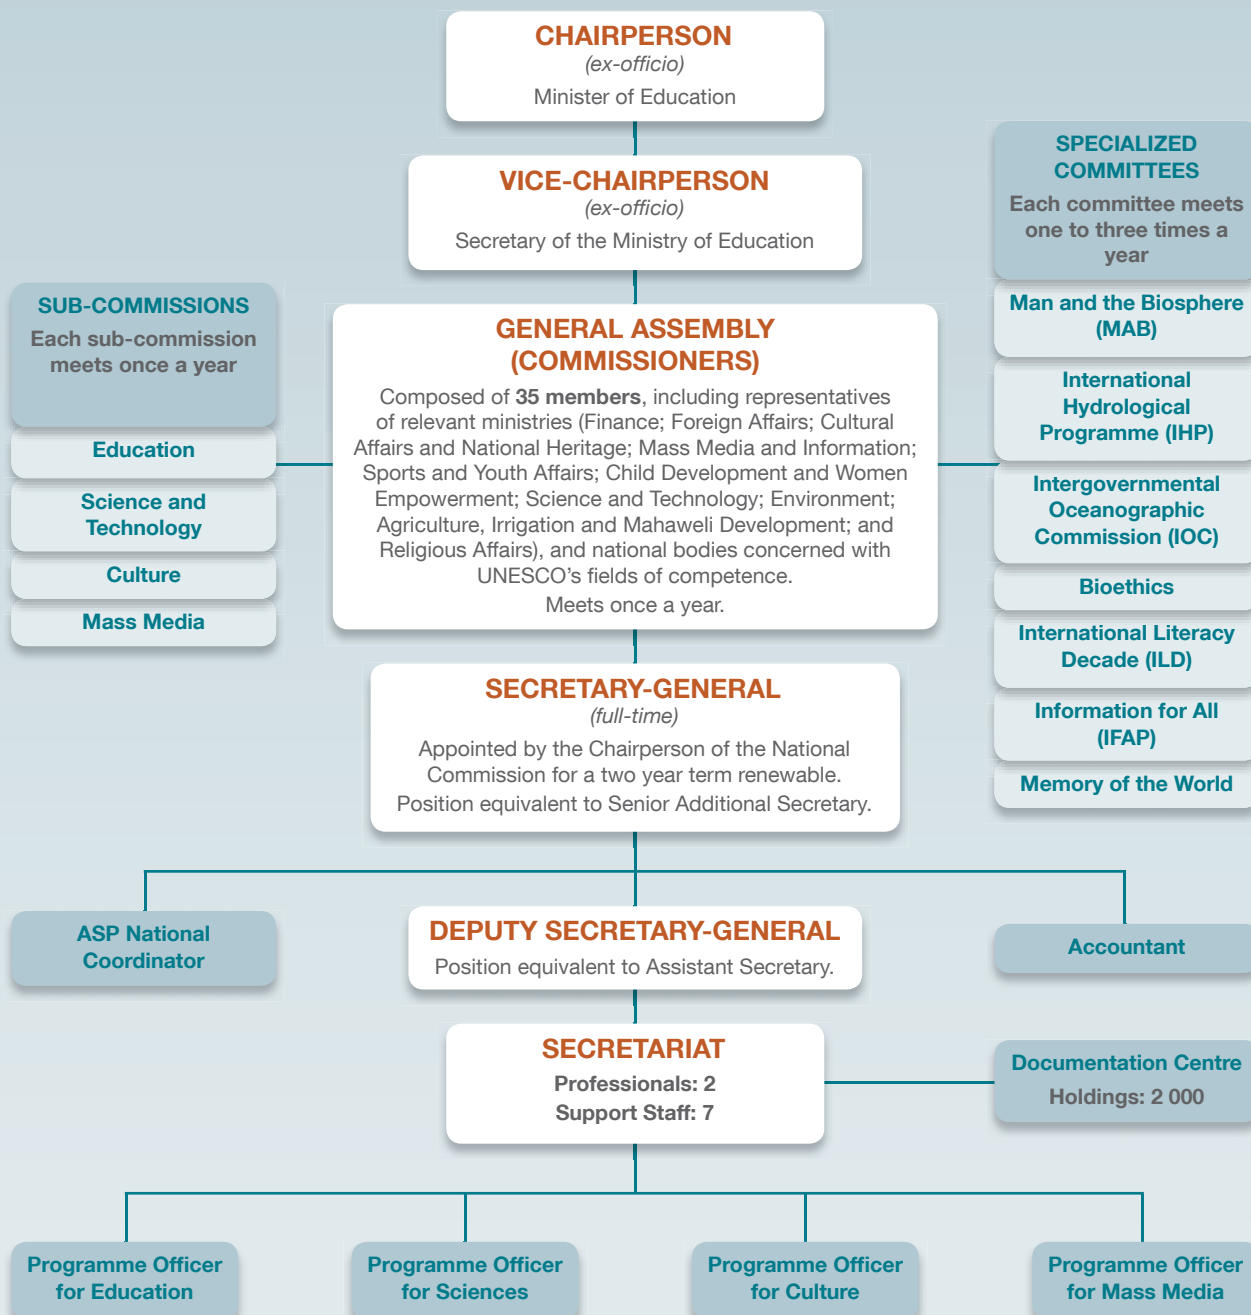 CHAIRPERSON
(ex-officio)
Minister of Education
VICE-CHAIRPERSON
(ex-officio)
Secretary of the Ministry of Education
SUB-COMMISSIONS
Each sub-commission
meets once a year
Education
Science and
Technology
Culture
Mass Media
GENERAL ASSEMBLY
(COMMISSIONERS)
Composed of 35 members, including representatives
of relevant ministries (Finance; Foreign Affairs; Cultural
Affairs and National Heritage; Mass Media and Information;
Sports and Youth Affairs; Child Development and Women
Empowerment; Science and Technology; Environment;
Agriculture, Irrigation and Mahaweli Development; and
Religious Affairs), and national bodies concerned with
UNESCO's fields of competence.
Meets once a year.
SPECIALIZED
COMMITTEES
Each committee meets
one to three times a
year
Man and the Biosphere
(MAB)
International
Hydrological
Programme (IHP)
Intergovernmental
Oceanographic
Commission (IOC)
Bioethics
International Literacy
Decade (ILD)
Information for All
(IFAP)
Memory of the World
SECRETARY-GENERAL
(full-time)
Appointed by the Chairperson of the National
Commission for a two year term renewable.
Position equivalent to Senior Additional Secretary.
ASP National
Coordinator
DEPUTY SECRETARY-GENERAL
Position equivalent to Assistant Secretary.
Accountant
SECRETARIAT
Professionals: 2
Support Staff: 7
Documentation Centre
Holdings: 2 000
Programme Officer
for Education
Programme Officer
for Sciences
Programme Officer
for Culture
Programme Officer
for Mass Media